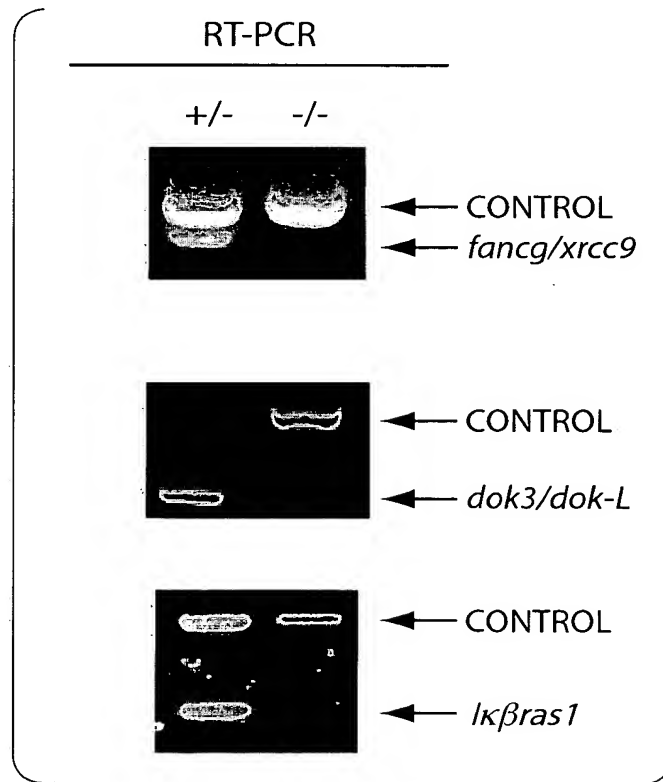 RT-PCR
+/- -/-
CONTROL
fancg/xrcc9
CONTROL
dok3/dok-L
CONTROL
Iκβras1